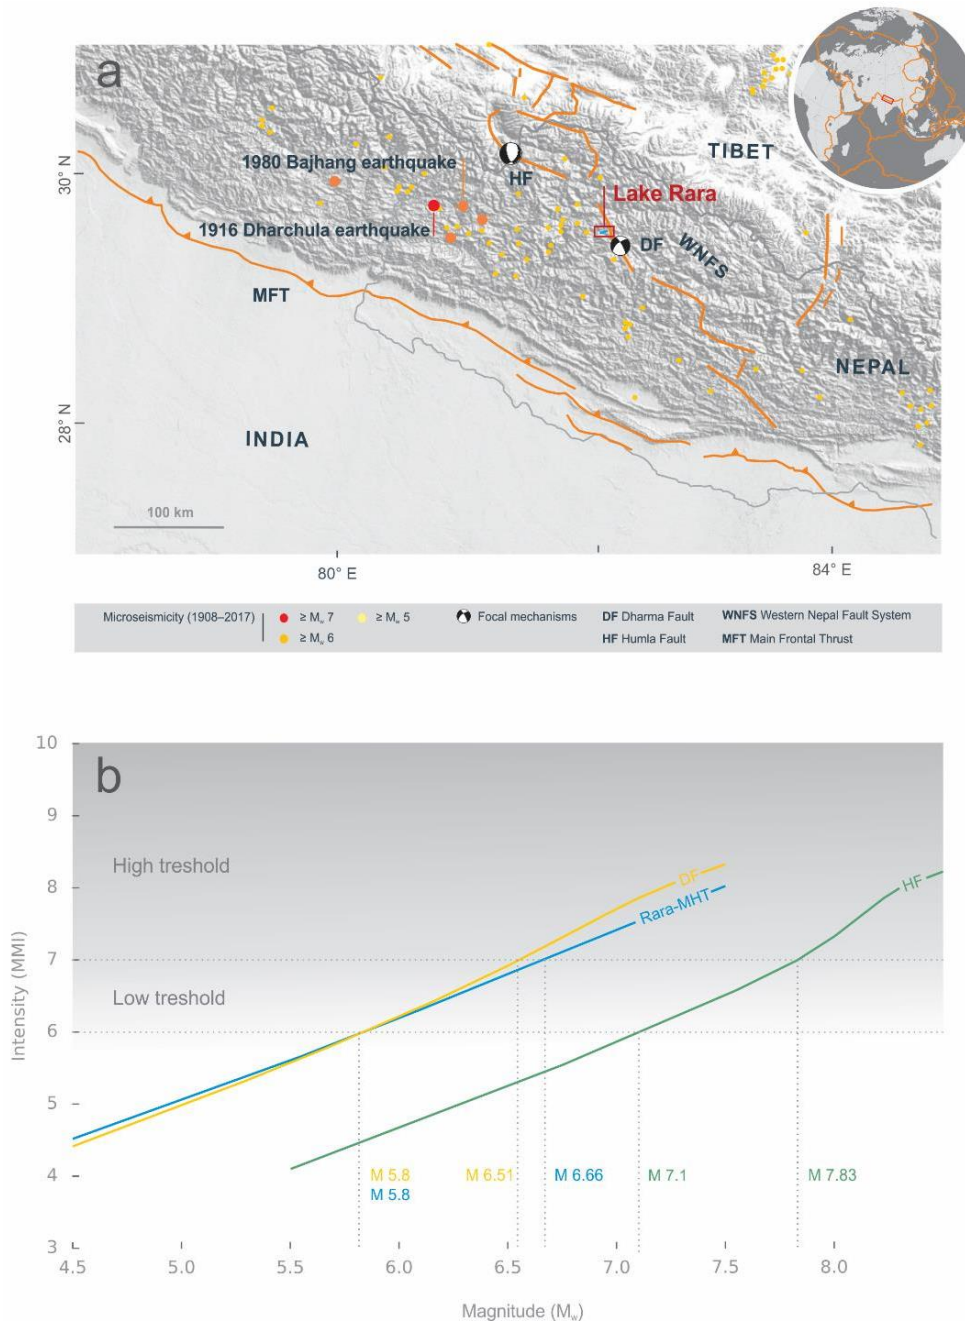 a
30° N
28° N
1980 Bajhang earthquake
HF
TIBET
Lake Rara
1916 Dharchula earthquake
DF
WNFS
MFT
NEPAL
INDIA
100 km
80° E
84° E
Microseismicity (1908–2017)
≥ Mw 7
≥ Mw 5
≥ Mw 6
Focal mechanisms
DF Dharma Fault
HF Humla Fault
WNFS Western Nepal Fault System
MFT Main Frontal Thrust
b
10
9
8
7
6
5
4
3
Intensity (MMI)
High treshold
Low treshold
DF
Rara-MHT
HF
M 5.8
M 5.8
M 6.51
M 6.66
M 7.1
M 7.83
4.5
5.0
5.5
6.0
6.5
7.0
7.5
8.0
Magnitude (Mw)